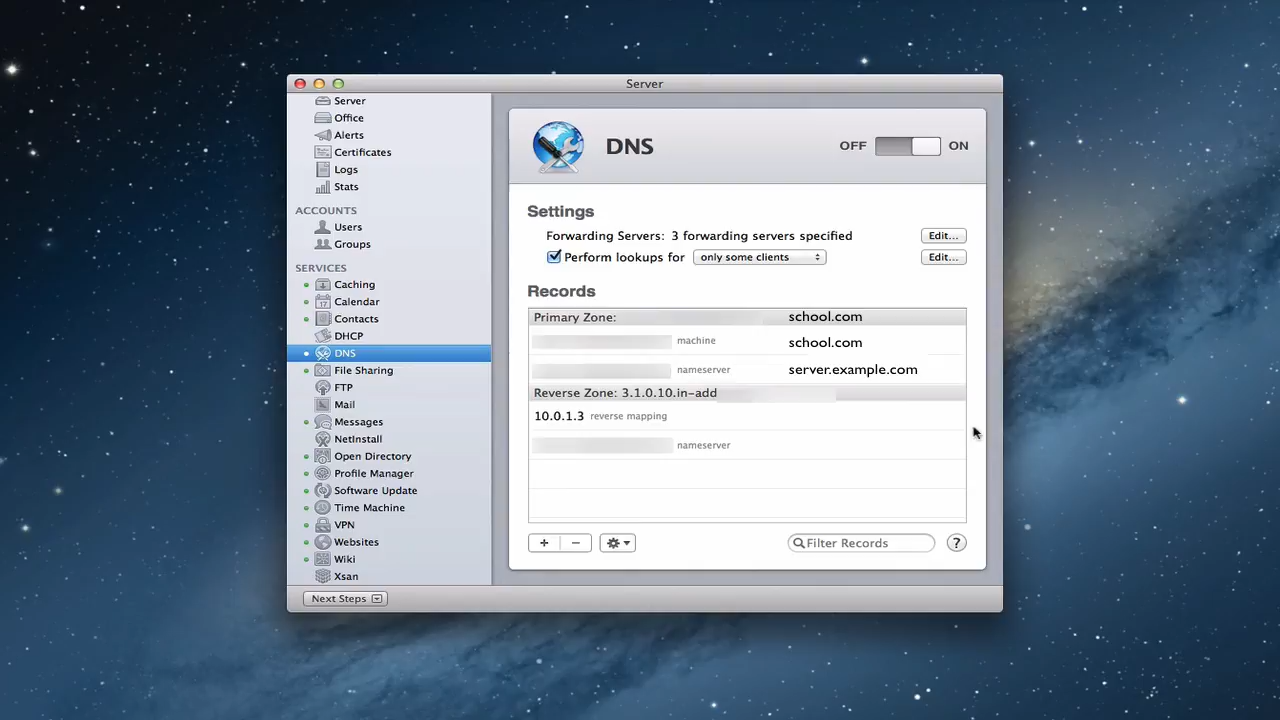 Server
Server
Office
Alerts
Certificates
Logs
Stats
ACCOUNTS
Users
Groups
SERVICES
Caching
Calendar
17
Contacts
DHCP
DNS
File Sharing
FTP
Mail
Messages
NetInstall
Open Directory
Profile Manager
Software Update
Time Machine
VPN
Websites
Wiki
Xsan
Next Steps
DNS
OFF ON
Settings
Forwarding Servers: 3 forwarding servers specified Edit...
Perform lookups for only some clients Edit...
Records
Primary Zone: school.com
machine school.com
nameserver server.example.com
Reverse Zone: 3.1.0.10.in-add
10.0.1.3 reverse mapping
nameserver
+ − Filter Records ?